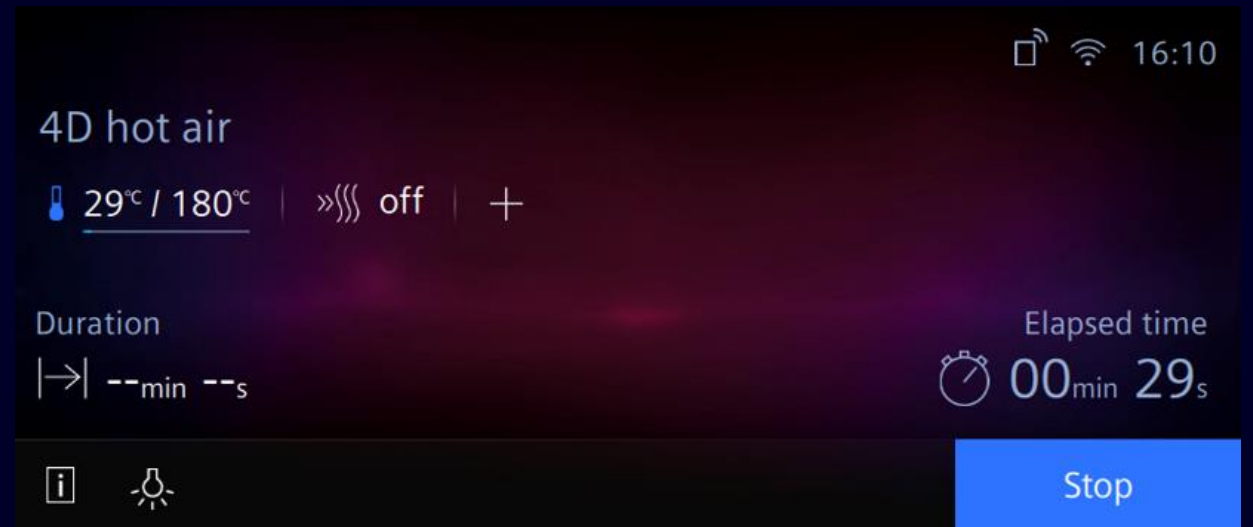 16:10
4D hot air
29°C / 180°C off
Duration
--min --s
Elapsed time
00min 29s
i
Stop